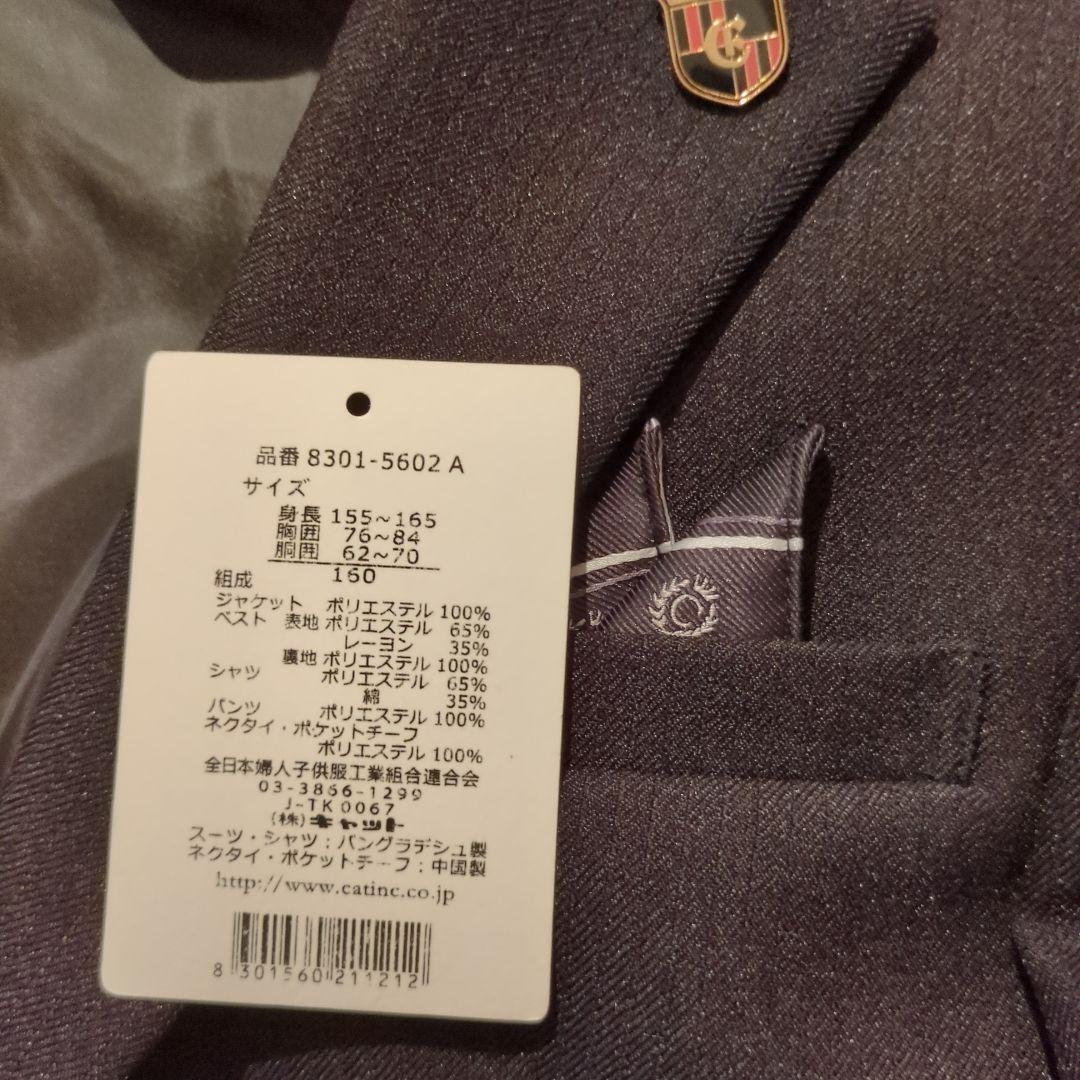 CK
品番 8301-5602 A
サイズ
身長 155~165
胸囲 76~84
胴囲 62~70
160
組成
ジャケット ポリエステル 100%
ベスト 表地 ポリエステル 65%
レーヨン 35%
裏地 ポリエステル 100%
シャツ ポリエステル 65%
綿 35%
パンツ ポリエステル 100%
ネクタイ・ポケットチーフ
ポリエステル 100%
全日本婦人子供服工業組合連合会
03-3866-1299
J-TK0067
(株)キャット
スーツ・シャツ:バングラデシュ製
ネクタイ・ポケットチーフ:中国製
http://www.catinc.co.jp
8 301560 211212